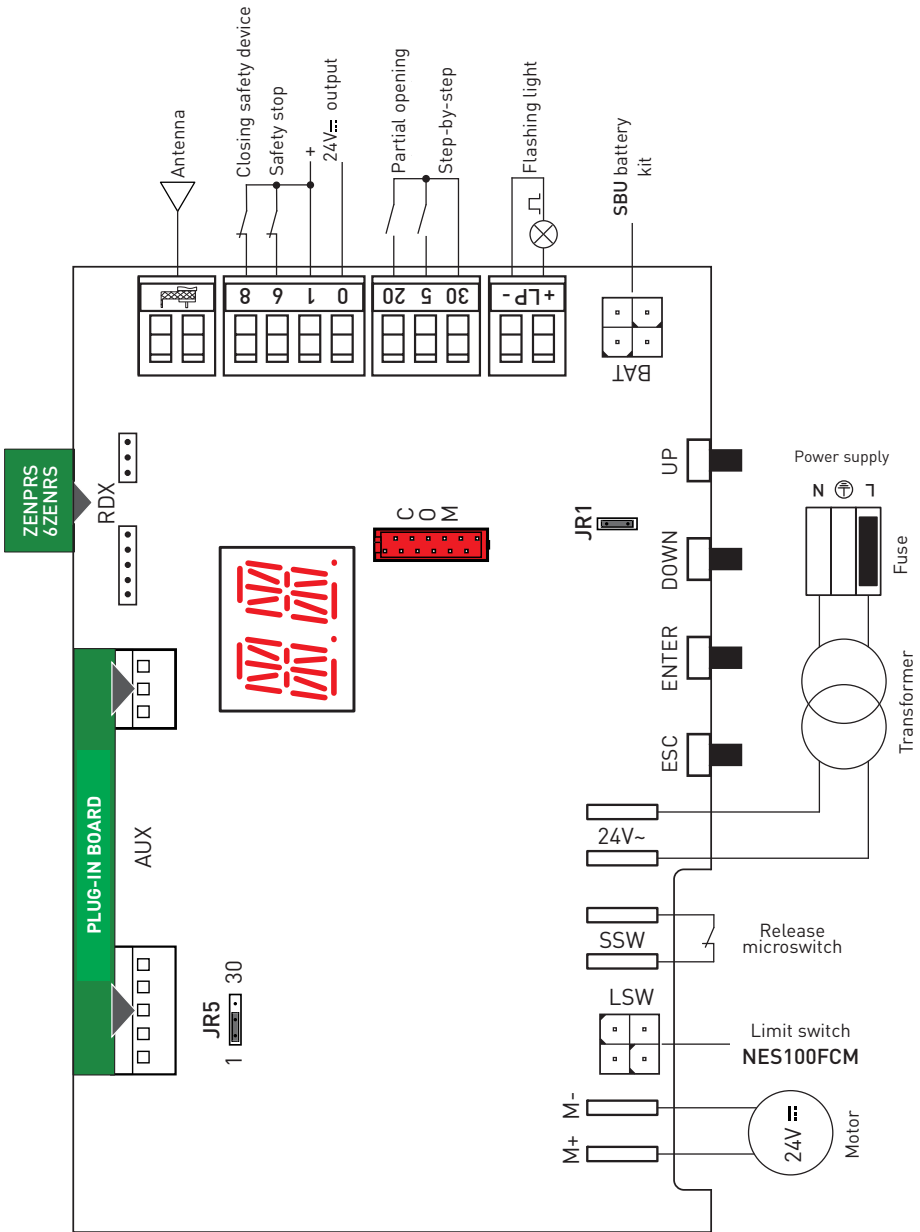 Antenna
Closing safety device
Safety stop
+
24V⎓ output
Partial opening
Step-by-step
Flashing light
SBU battery
kit
8
6
1
0
20
5
30
-
LP
+
BAT
ZENPRS
6ZENRS
RDX
PLUG-IN BOARD
AUX
COM
JR1
JR5
1
30
UP
DOWN
ENTER
ESC
Power supply
N
L
Fuse
Transformer
24V~
SSW
Release
microswitch
LSW
Limit switch
NES100FCM
M-
M+
24V ⎓
Motor